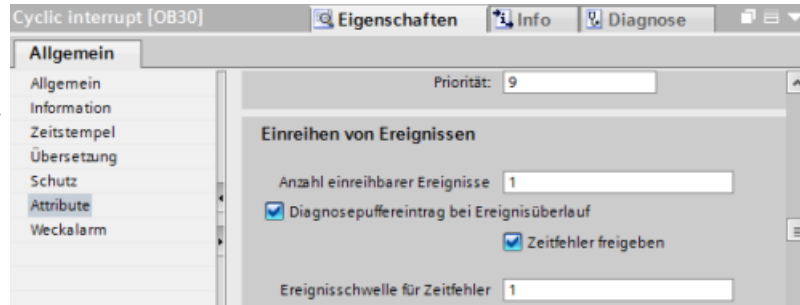 Cyclic interrupt [OB30]
Eigenschaften
Info
Diagnose
Allgemein
Allgemein
Information
Zeitstempel
Übersetzung
Schutz
Attribute
Weckalarm
Priorität: 9
Einreihen von Ereignissen
Anzahl einreihbarer Ereignisse 1
Diagnosepuffereintrag bei Ereignisüberlauf
Zeitfehler freigeben
Ereignisschwelle für Zeitfehler 1